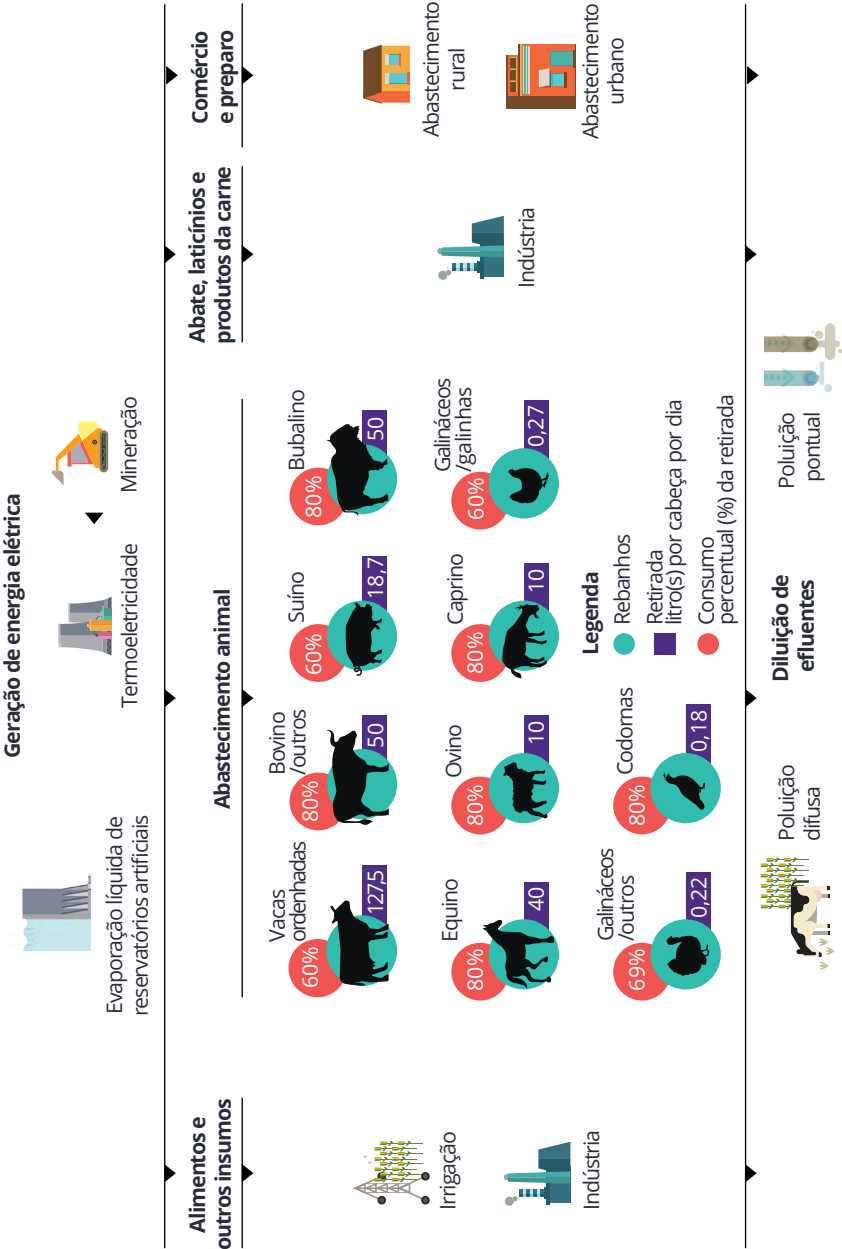 Geração de energia elétrica
Evaporação líquida de
reservatórios artificiais
Termoeletricidade
Mineração
Alimentos e
outros insumos
Irrigação
Indústria
Abastecimento animal
Vacas
ordenhadas
60%
127,5
Bovino
/outros
80%
50
Suíno
60%
18,7
Bubalino
80%
50
Equino
80%
40
Ovino
80%
10
Caprino
80%
10
Galináceos
/galinhas
60%
0,27
Galináceos
/outros
69%
0,22
Codornas
80%
0,18
Legenda
Rebanhos
Retirada
litro(s) por cabeça por dia
Consumo
percentual (%) da retirada
Abate, laticínios e
produtos da carne
Indústria
Comércio
e preparo
Abastecimento
rural
Abastecimento
urbano
Poluição
difusa
Diluição de
efluentes
Poluição
pontual